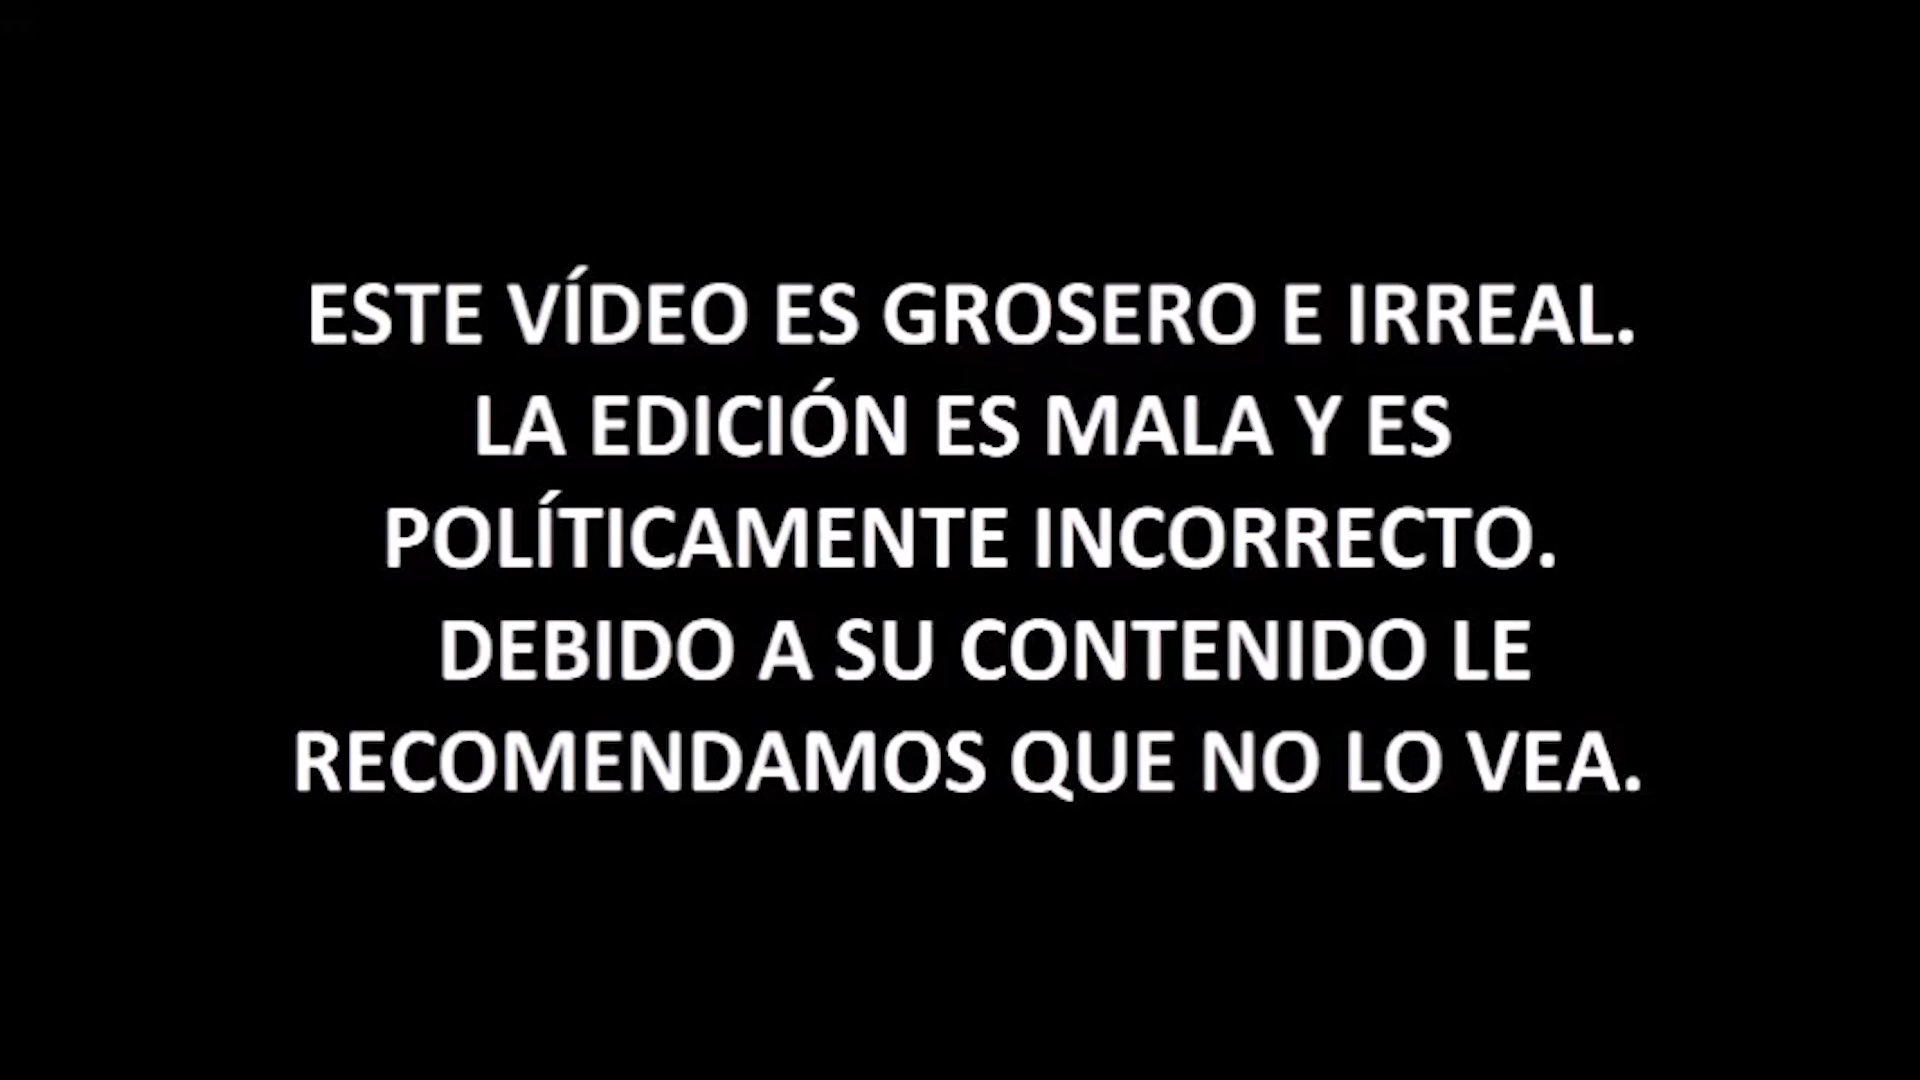 ESTE VÍDEO ES GROSERO E IRREAL.
LA EDICIÓN ES MALA Y ES
POLÍTICAMENTE INCORRECTO.
DEBIDO A SU CONTENIDO LE
RECOMENDAMOS QUE NO LO VEA.